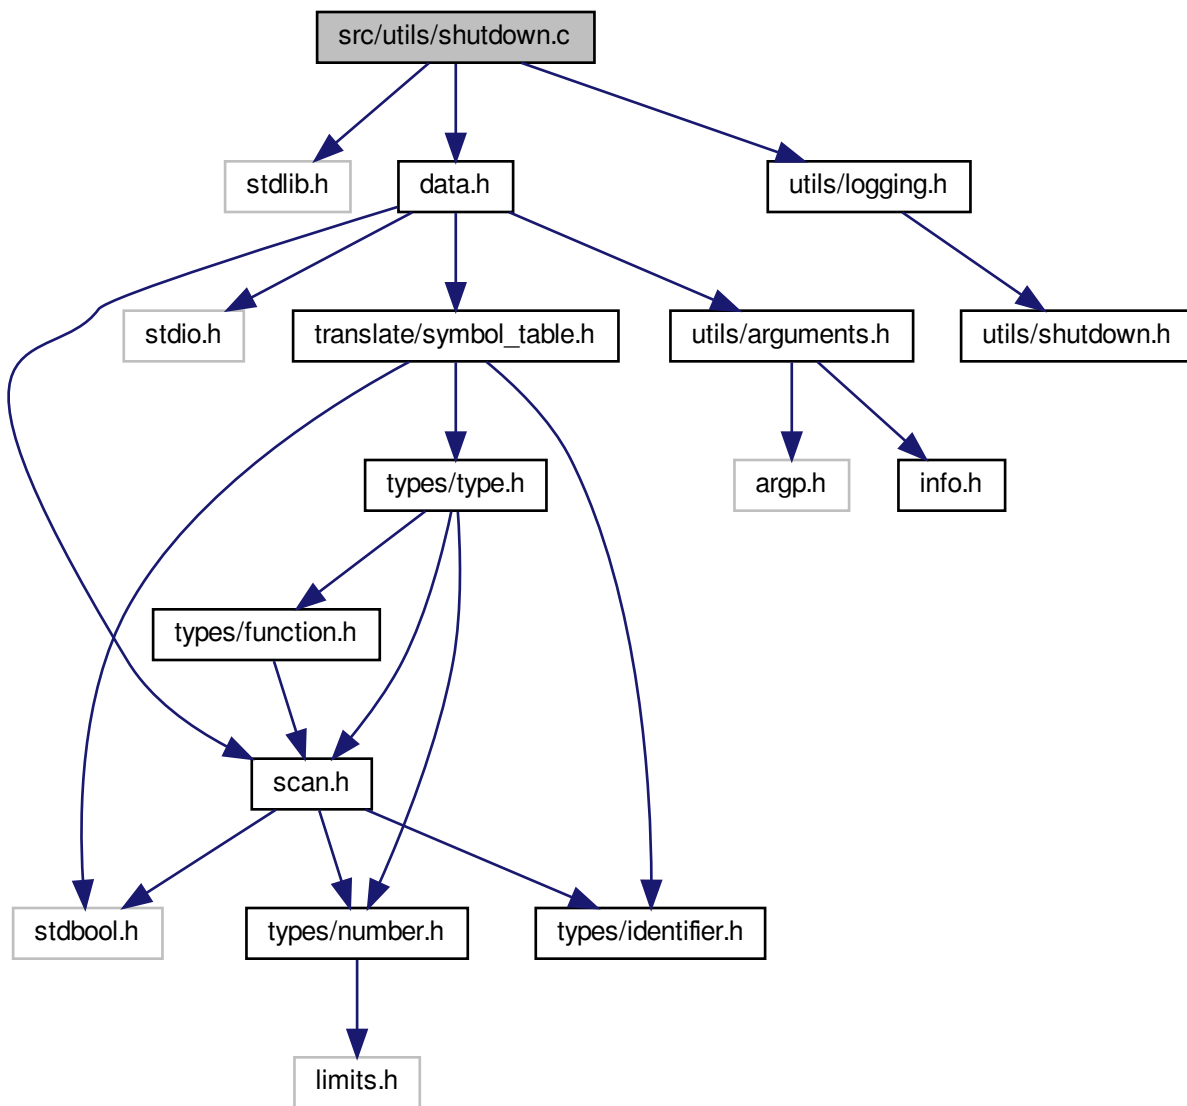 src/utils/shutdown.c
stdlib.h
data.h
utils/logging.h
stdio.h
translate/symbol_table.h
utils/arguments.h
utils/shutdown.h
types/type.h
argp.h
info.h
types/function.h
scan.h
stdbool.h
types/number.h
types/identifier.h
limits.h